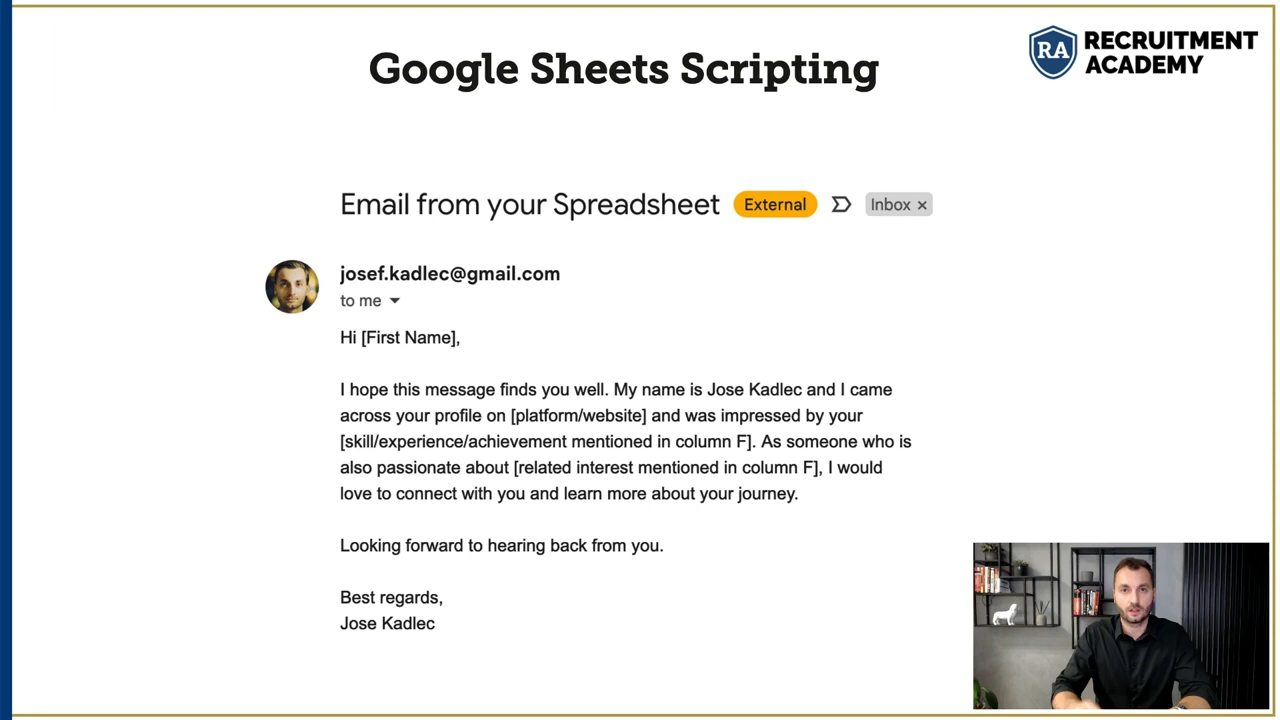 Google Sheets Scripting
RA
RECRUITMENT
ACADEMY
Email from your Spreadsheet External Inbox ×
josef.kadlec@gmail.com
to me
Hi [First Name],
I hope this message finds you well. My name is Jose Kadlec and I came
across your profile on [platform/website] and was impressed by your
[skill/experience/achievement mentioned in column F]. As someone who is
also passionate about [related interest mentioned in column F], I would
love to connect with you and learn more about your journey.
Looking forward to hearing back from you.
Best regards,
Jose Kadlec